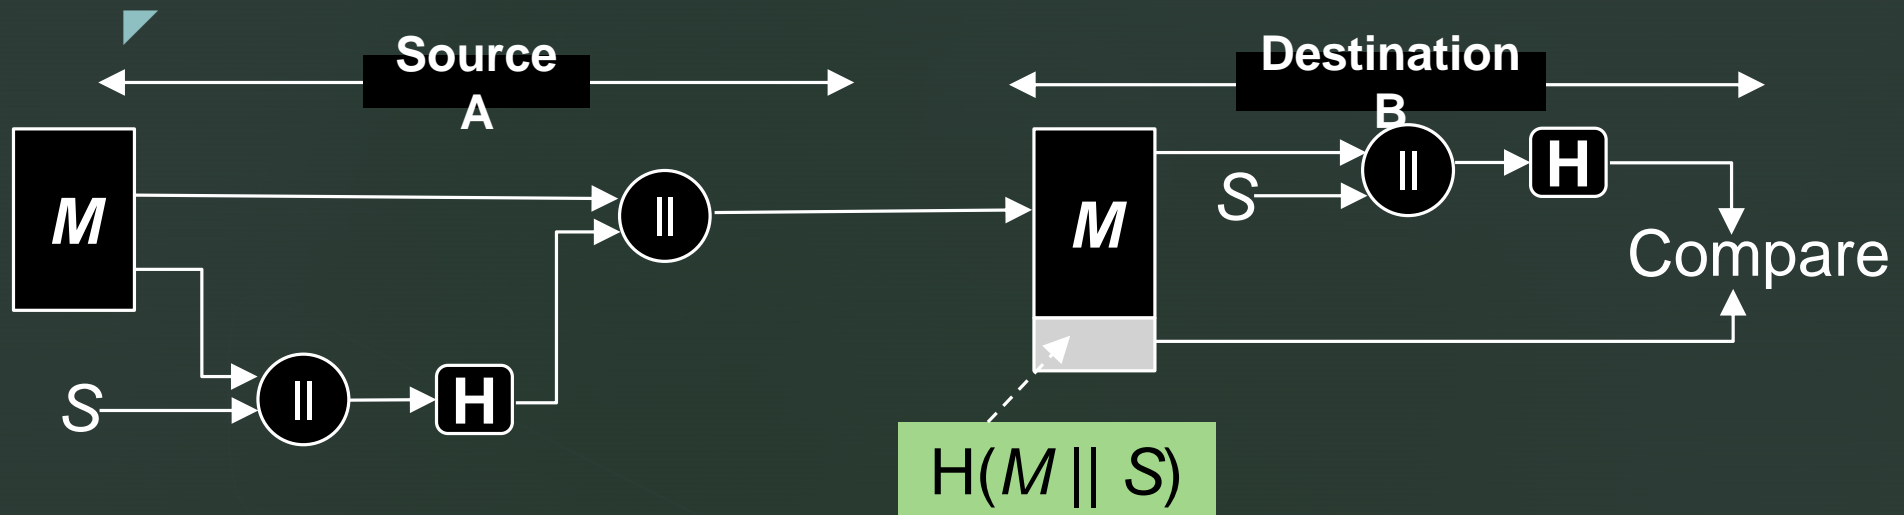 Source
A
Destination
B
M
||
M
S
||
H
Compare
S
||
H
H(M || S)